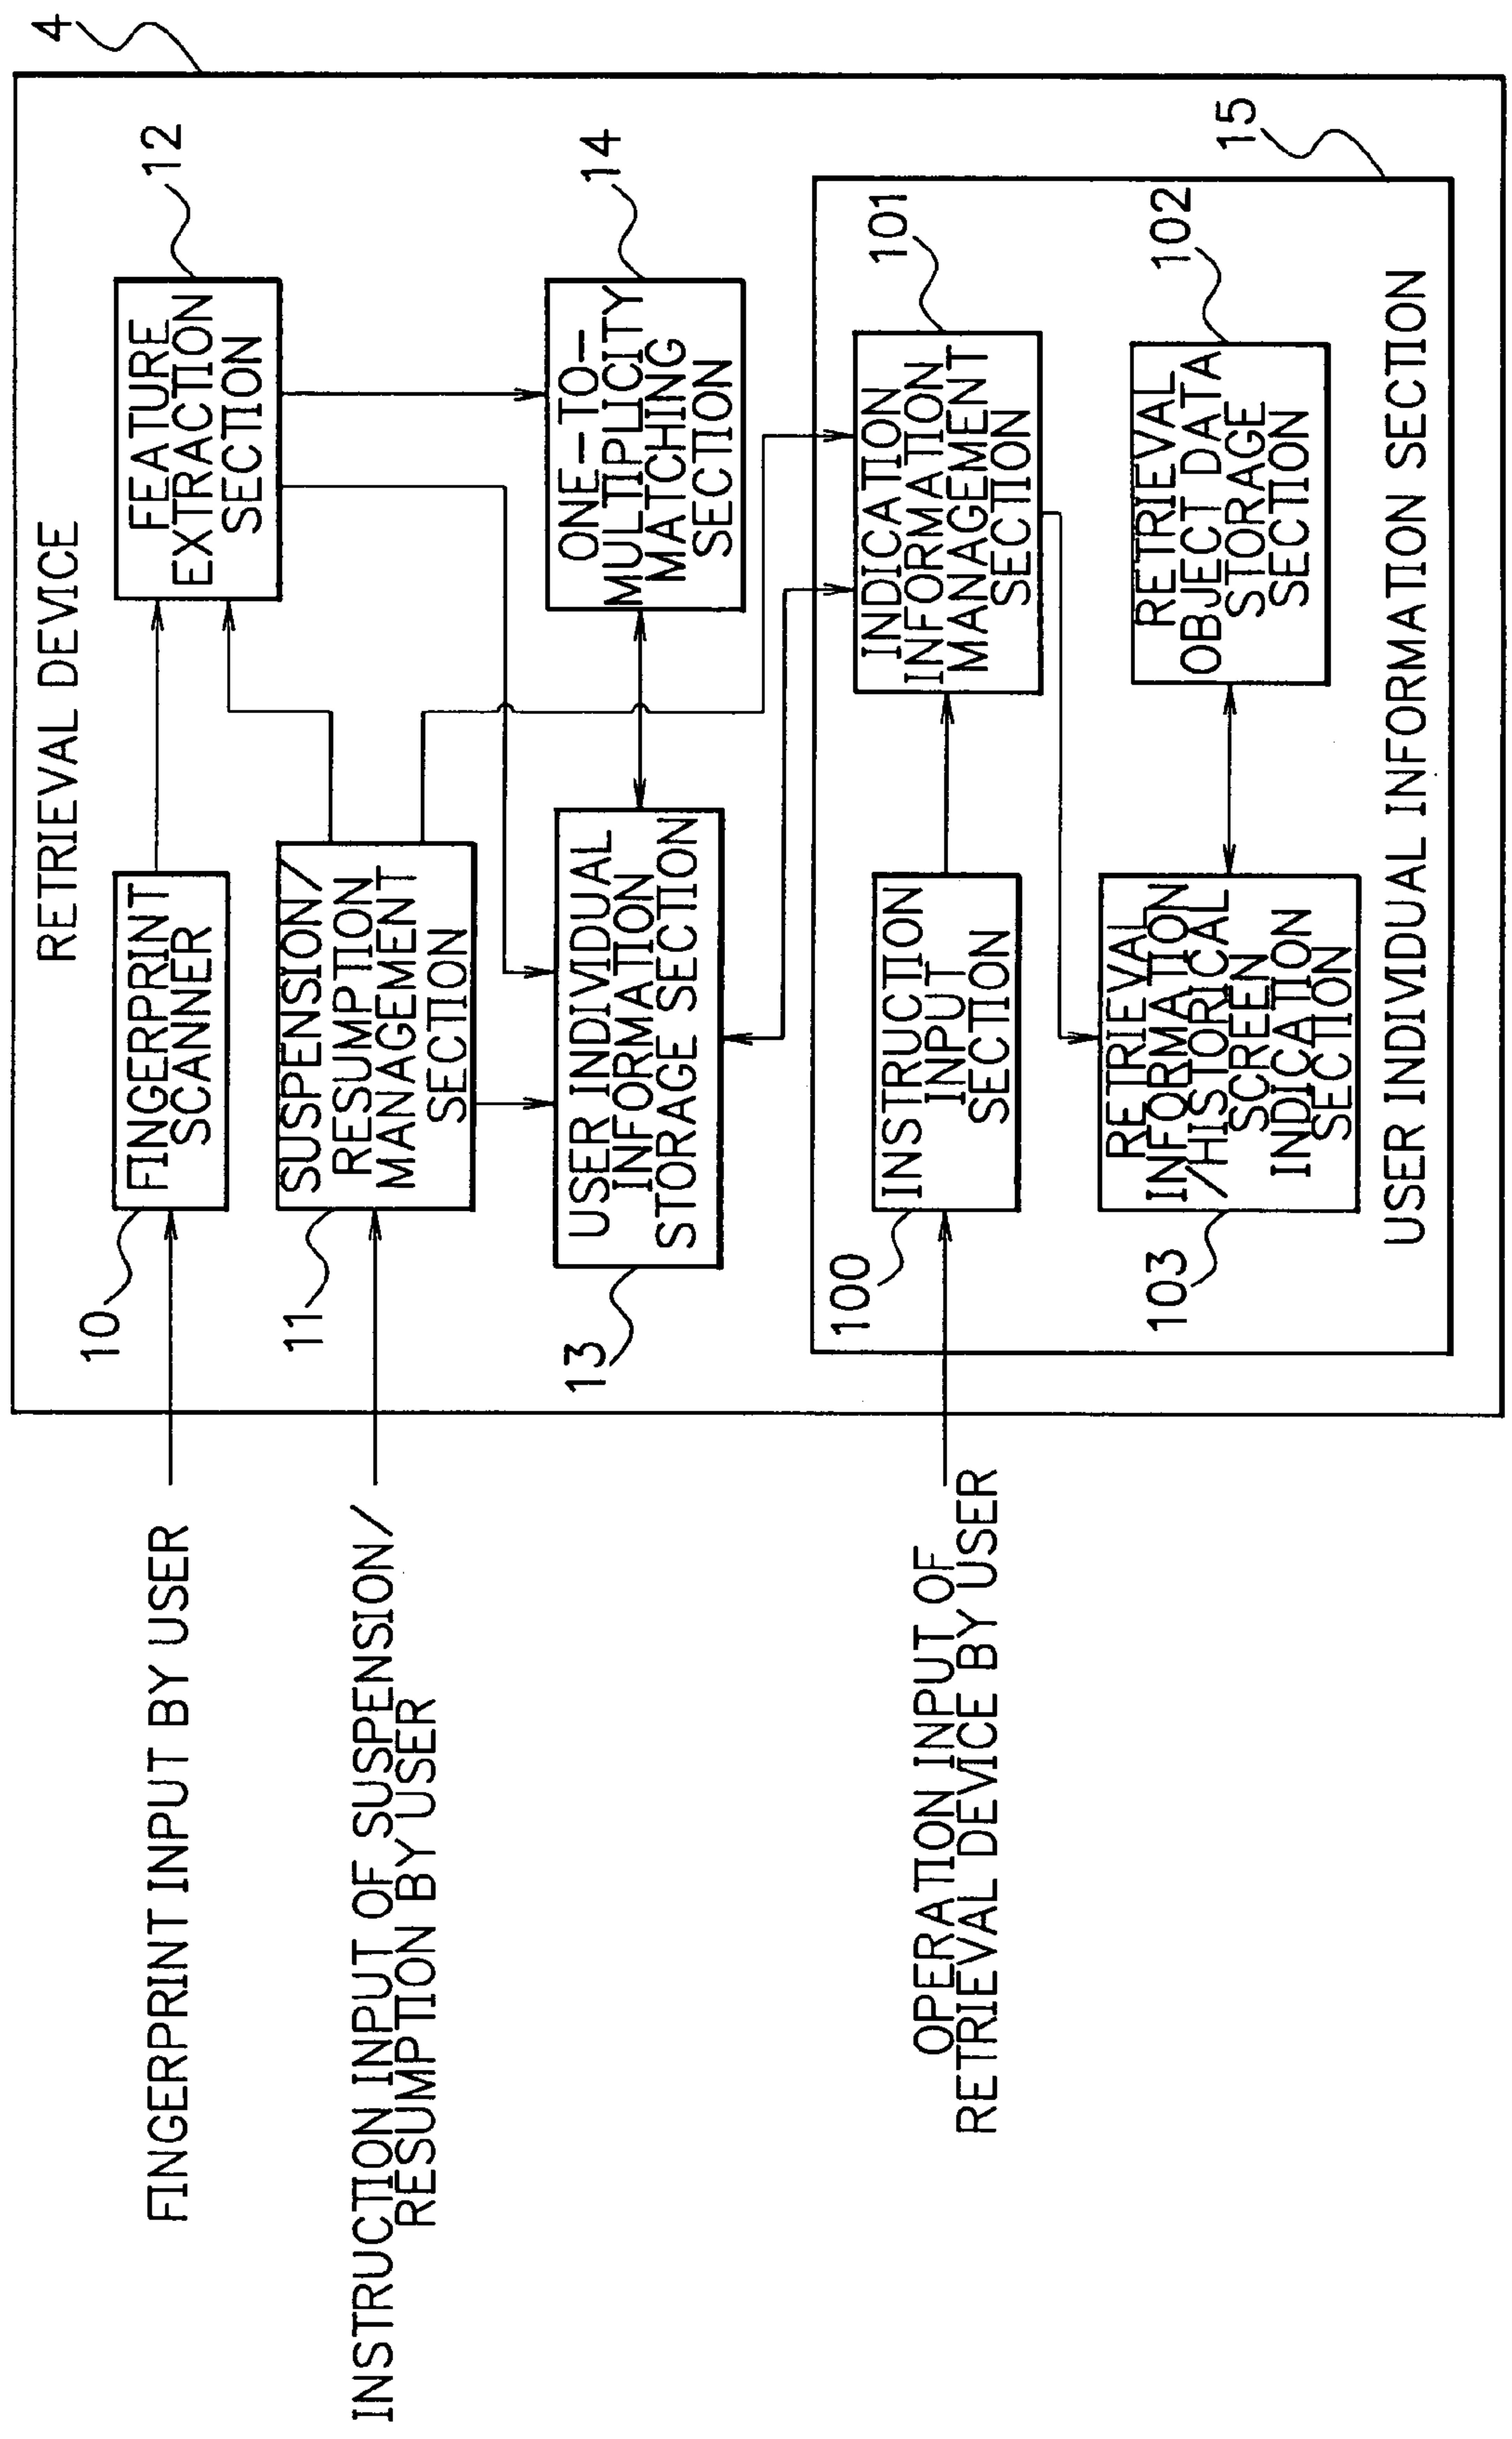 4
RETRIEVAL DEVICE
FINGERPRINT INPUT BY USER
10
FINGERPRINT
SCANNER
12
FEATURE
EXTRACTION
SECTION
INSTRUCTION INPUT OF SUSPENSION/
RESUMPTION BY USER
11
SUSPENSION/
RESUMPTION
MANAGEMENT
SECTION
13
USER INDIVIDUAL
INFORMATION
STORAGE SECTION
14
ONE-TO-
MULTIPLICITY
MATCHING
SECTION
OPERATION INPUT OF
RETRIEVAL DEVICE BY USER
100
INSTRUCTION
INPUT
SECTION
101
INDICATION
INFORMATION
MANAGEMENT
SECTION
103
RETRIEVAL
INFORMATION
/HISTORICAL
SCREEN
INDICATION
SECTION
102
RETRIEVAL
OBJECT DATA
STORAGE
SECTION
15
USER INDIVIDUAL INFORMATION SECTION